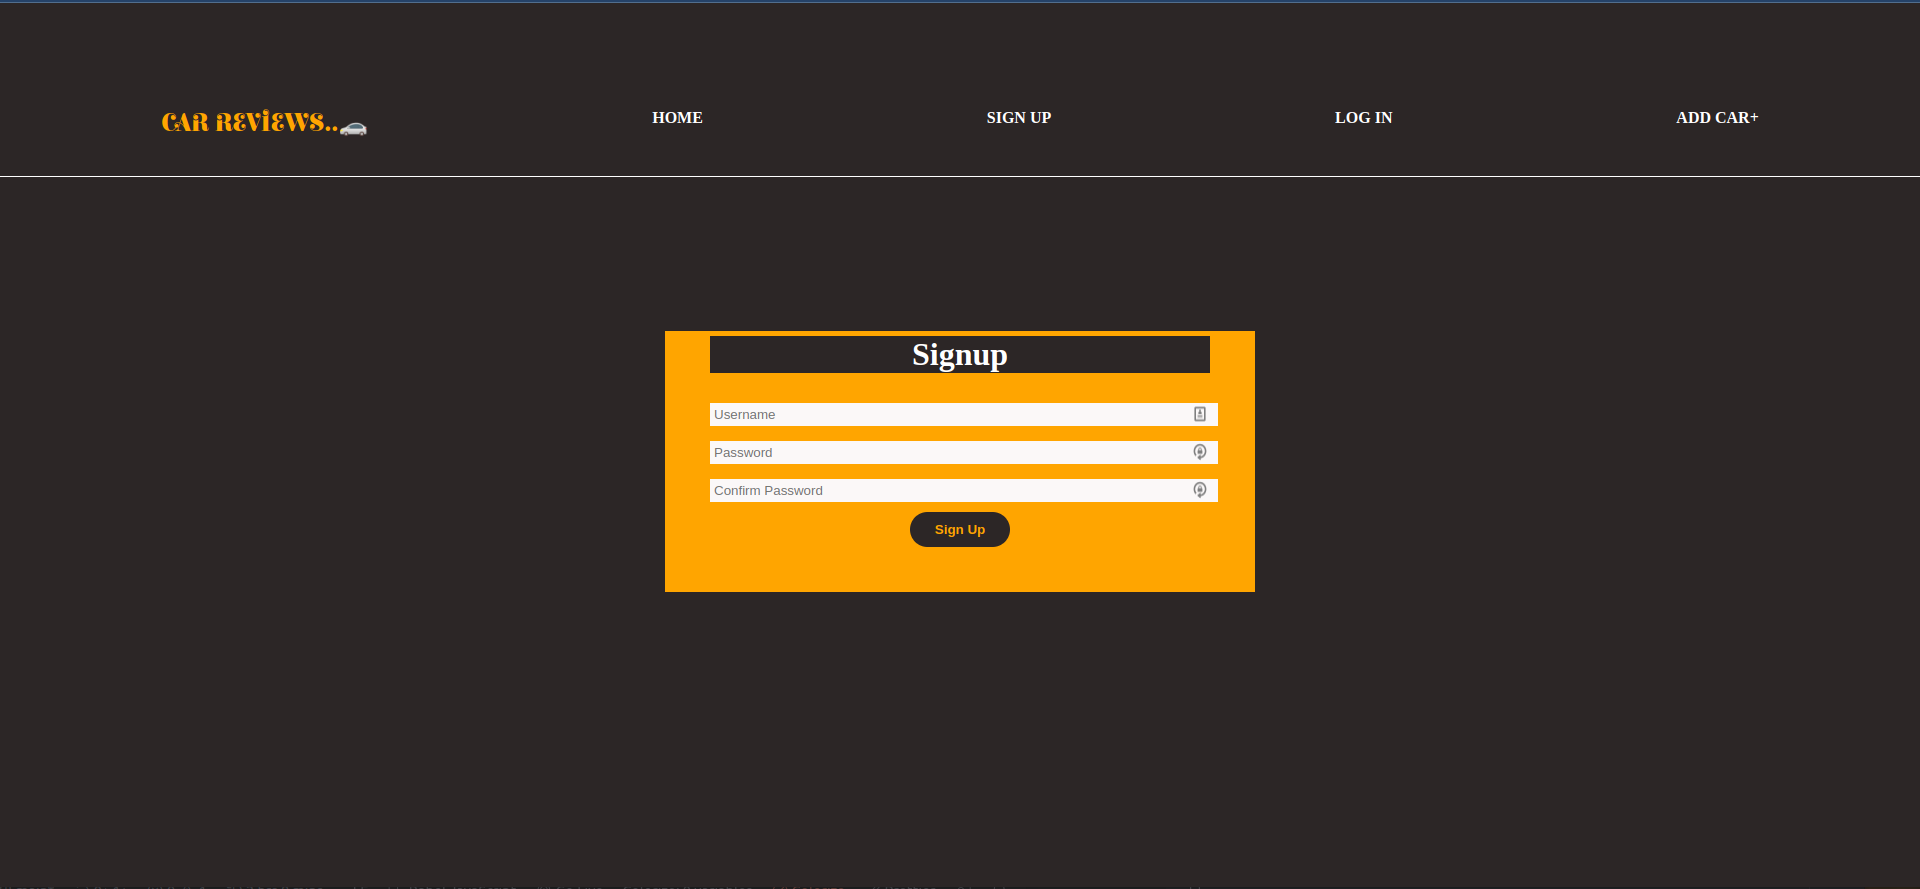 CAR REViEWS..🚗
HOME
SIGN UP
LOG IN
ADD CAR+
Signup
Username
Password
Confirm Password
Sign Up